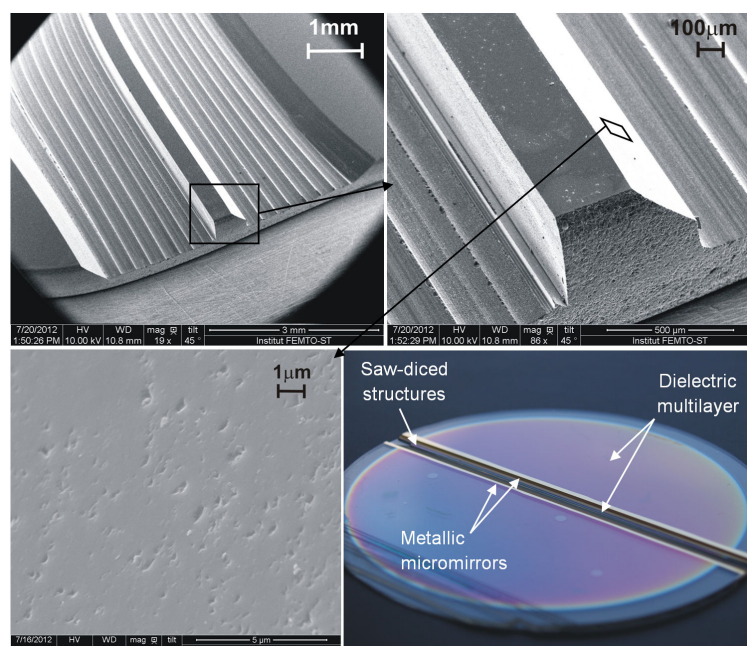 1mm
7/20/2012 HV WD mag tilt 3 mm
1:50:26 PM 10.00 kV 10.8 mm 19 x 45 ° Institut FEMTO-ST
100µm
7/20/2012 HV WD mag tilt 500 µm
1:52:29 PM 10.00 kV 10.8 mm 86 x 45 ° Institut FEMTO-ST
1µm
7/16/2012 HV WD mag tilt 5 µm
Saw-diced
structures
Dielectric
multilayer
Metallic
micromirrors